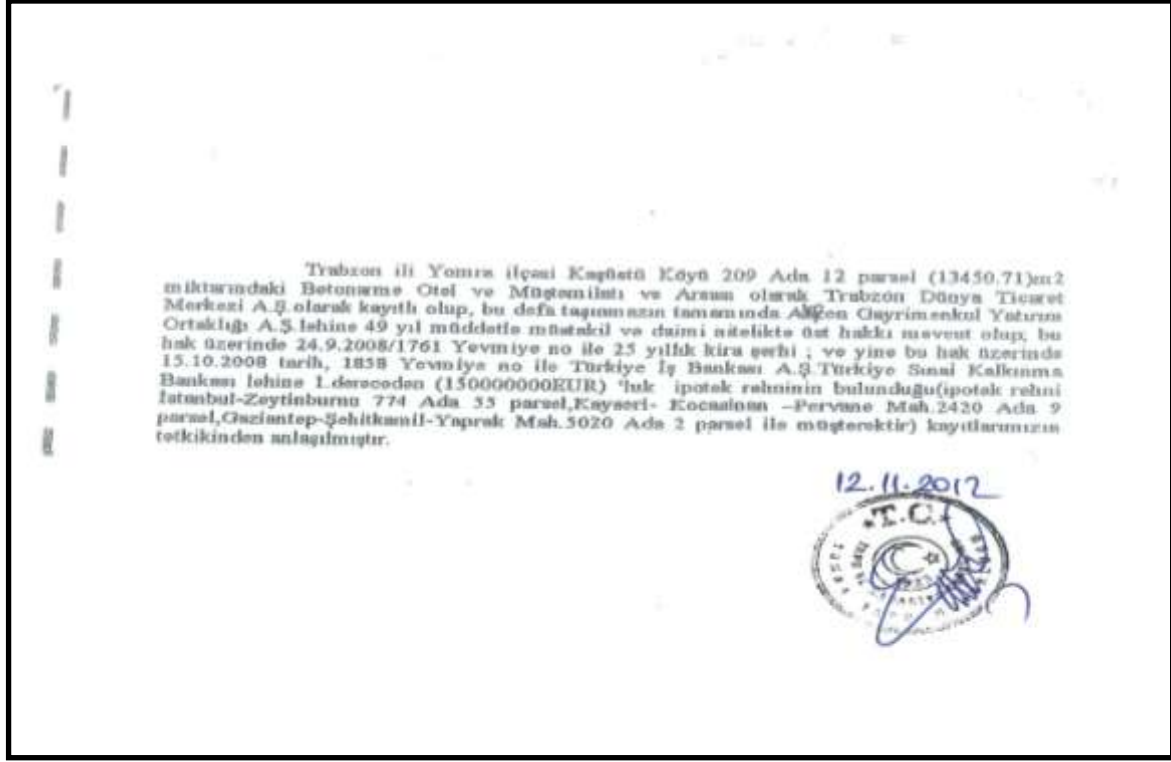 Trabzon ili Yomra ilçesi Kaşüstü Köyü 209 Ada 12 parsel (13450.71)m2
miktarındaki Betonarme Otel ve Müştemilatı ve Arsası olarak Trabzon Dünya Ticaret
Merkezi A.Ş.olarak kayıtlı olup, bu defa taşınmazın tamamında Akfen Gayrimenkul Yatırım
Ortaklığı A.Ş.lehine 49 yıl müddetle müstakil ve daimi nitelikte üst hakkı mevcut olup, bu
hak üzerinde 24.9.2008/1761 Yevmiye no ile 25 yıllık kira şerhi ; ve yine bu hak üzerinde
15.10.2008 tarih, 1858 Yevmiye no ile Türkiye İş Bankası A.Ş.Türkiye Sınai Kalkınma
Bankası lehine 1.dereceden (150000000EUR) 'luk ipotek rehninin bulunduğu(ipotek rehni
İstanbul-Zeytinburnu 774 Ada 55 parsel,Kayseri- Kocasinan –Pervane Mah.2420 Ada 9
parsel,Gaziantep-Şehitkamil-Yaprak Mah.5020 Ada 2 parsel ile müşterektir) kayıtlarımızın
tetkikinden anlaşılmıştır.
12.11.2012
T.C.